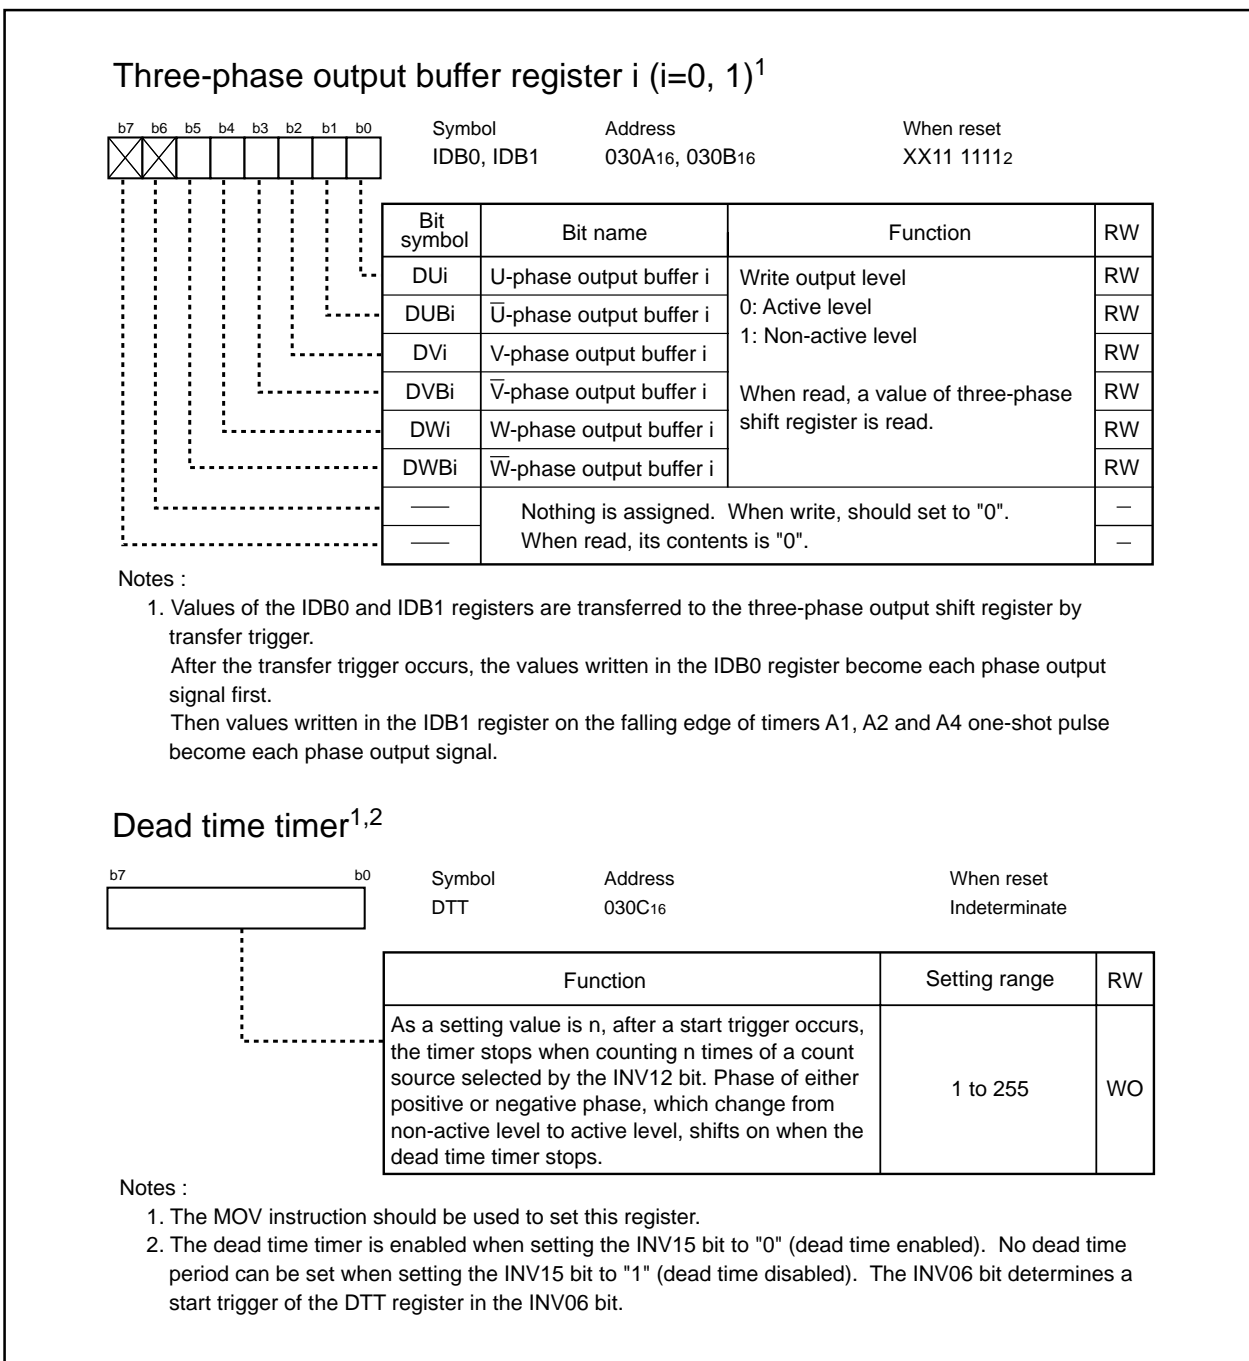 Three-phase output buffer register i (i=0, 1)1
b7 b6 b5 b4 b3 b2 b1 b0
Symbol Address When reset
IDB0, IDB1 030A16, 030B16 XX11 11112
Bit symbol Bit name Function RW
DUi U-phase output buffer i RW
DUBi U̅-phase output buffer i RW
DVi V-phase output buffer i RW
DVBi V̅-phase output buffer i RW
DWi W-phase output buffer i RW
DWBi W̅-phase output buffer i RW
Write output level
0: Active level
1: Non-active level
When read, a value of three-phase
shift register is read.
— Nothing is assigned. When write, should set to "0". –
— When read, its contents is "0". –
Notes :
1. Values of the IDB0 and IDB1 registers are transferred to the three-phase output shift register by
transfer trigger.
After the transfer trigger occurs, the values written in the IDB0 register become each phase output
signal first.
Then values written in the IDB1 register on the falling edge of timers A1, A2 and A4 one-shot pulse
become each phase output signal.
Dead time timer1,2
b7 b0
Symbol Address When reset
DTT 030C16 Indeterminate
Function Setting range RW
As a setting value is n, after a start trigger occurs,
the timer stops when counting n times of a count
source selected by the INV12 bit. Phase of either
positive or negative phase, which change from
non-active level to active level, shifts on when the
dead time timer stops.
1 to 255 WO
Notes :
1. The MOV instruction should be used to set this register.
2. The dead time timer is enabled when setting the INV15 bit to "0" (dead time enabled). No dead time
period can be set when setting the INV15 bit to "1" (dead time disabled). The INV06 bit determines a
start trigger of the DTT register in the INV06 bit.